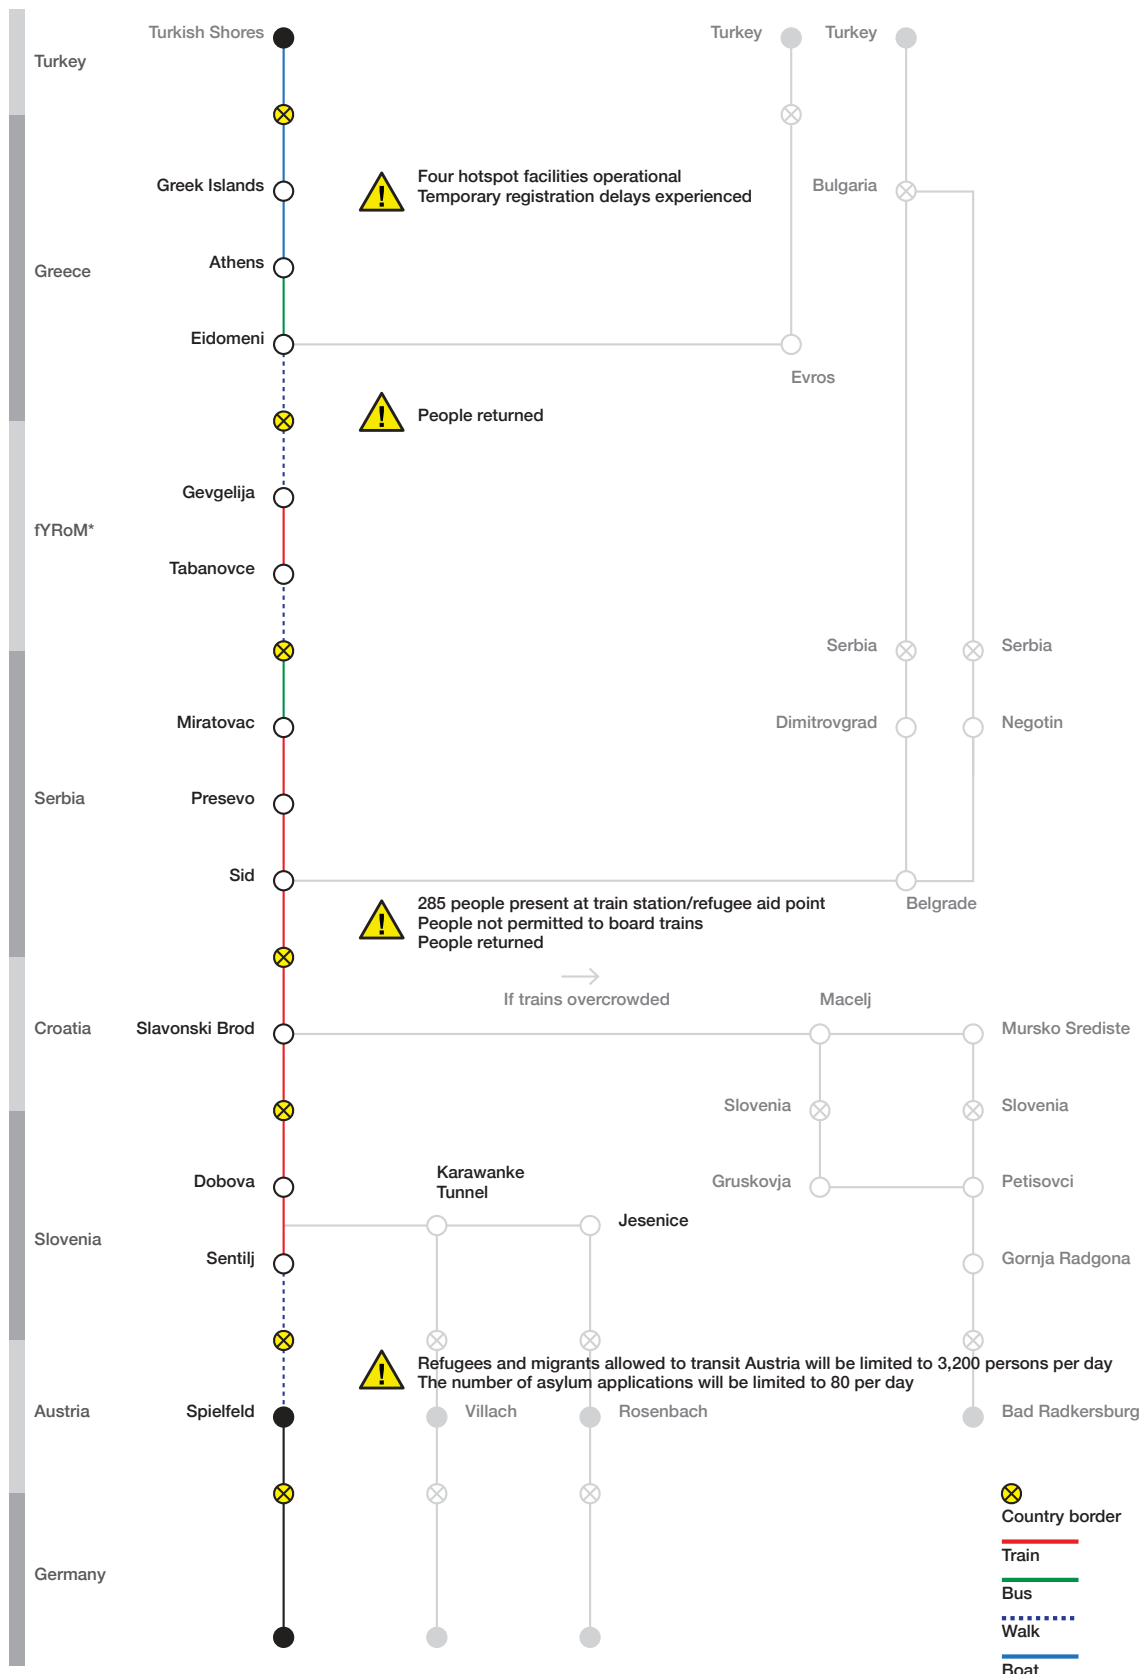 Turkish Shores
Turkey
Turkey
Turkey
Greek Islands
Four hotspot facilities operational
Temporary registration delays experienced
Bulgaria
Athens
Greece
Eidomeni
Evros
People returned
Gevgelija
fYRoM*
Tabanovce
Serbia
Serbia
Miratovac
Dimitrovgrad
Negotin
Serbia
Presevo
Sid
285 people present at train station/refugee aid point
People not permitted to board trains
People returned
Belgrade
If trains overcrowded
Macelj
Croatia
Slavonski Brod
Mursko Srediste
Slovenia
Slovenia
Karawanke
Tunnel
Dobova
Gruskovja
Petisovci
Jesenice
Slovenia
Sentilj
Gornja Radgona
Refugees and migrants allowed to transit Austria will be limited to 3,200 persons per day
The number of asylum applications will be limited to 80 per day
Austria
Spielfeld
Villach
Rosenbach
Bad Radkersburg
Country border
Train
Germany
Bus
Walk
Boat